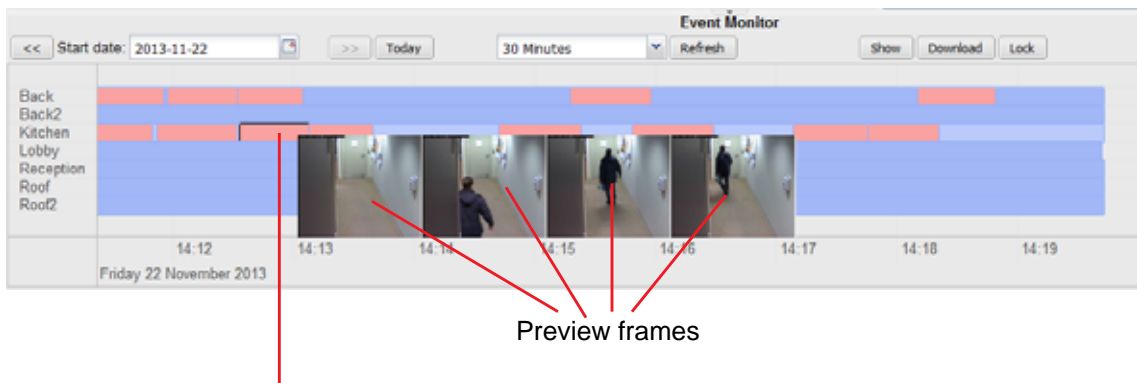 Event Monitor
<< Start date: 2013-11-22 >> Today 30 Minutes Refresh Show Download Lock
Back
Back2
Kitchen
Lobby
Reception
Roof
Roof2
14:12 14:13 14:14 14:15 14:16 14:17 14:18 14:19
Friday 22 November 2013
Preview frames